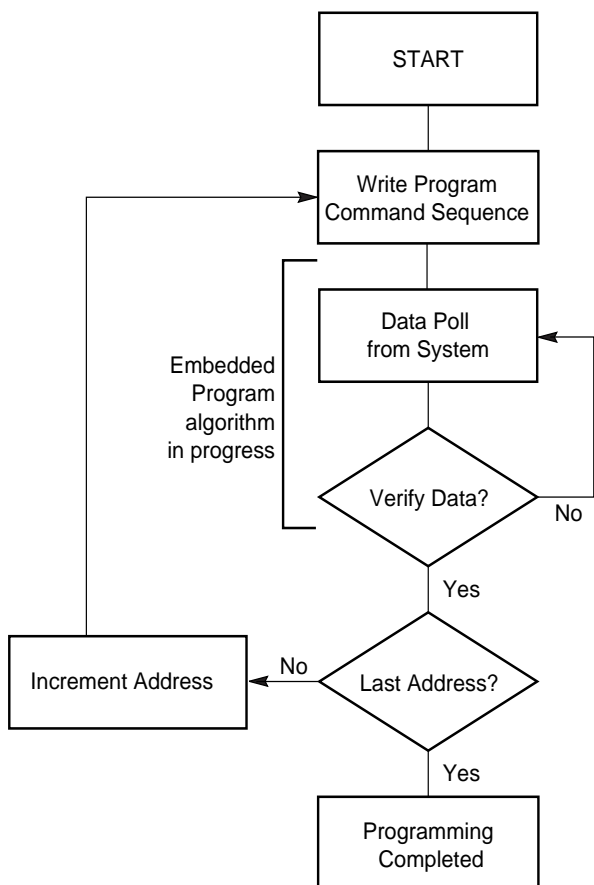 START
Write Program
Command Sequence
Data Poll
from System
Embedded
Program
algorithm
in progress
Verify Data?
No
Yes
No
Increment Address
Last Address?
Yes
Programming
Completed